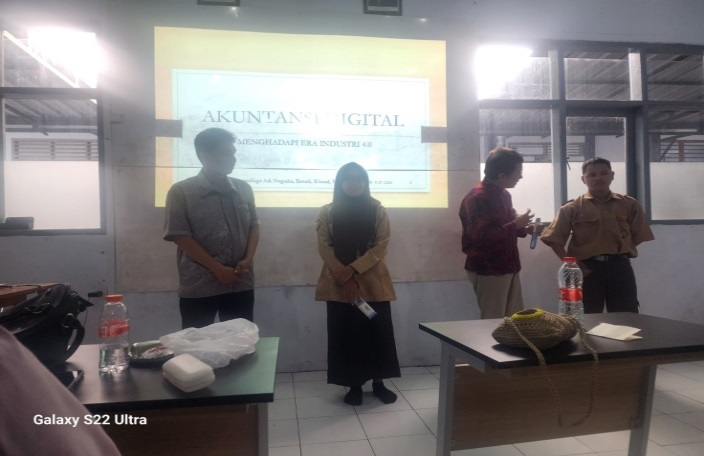 AKUNTANSI DIGITAL
MENGHADAPI ERA INDUSTRI 4.0
Galaxy S22 Ultra